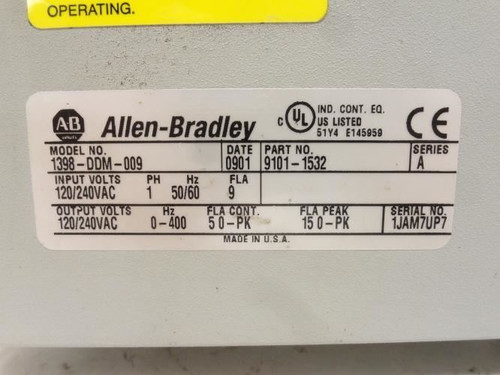 OPERATING.
AB
Allen-Bradley
C UL US LISTED
IND. CONT. EQ.
51Y4 E145959
CE
MODEL NO. DATE PART NO. SERIES
1398-DDM-009 0901 9101-1532 A
INPUT VOLTS PH Hz FLA
120/240VAC 1 50/60 9
OUTPUT VOLTS Hz FLA CONT. FLA PEAK SERIAL NO.
120/240VAC 0-400 5 0-PK 15 0-PK 1JAM7UP7
MADE IN U.S.A.